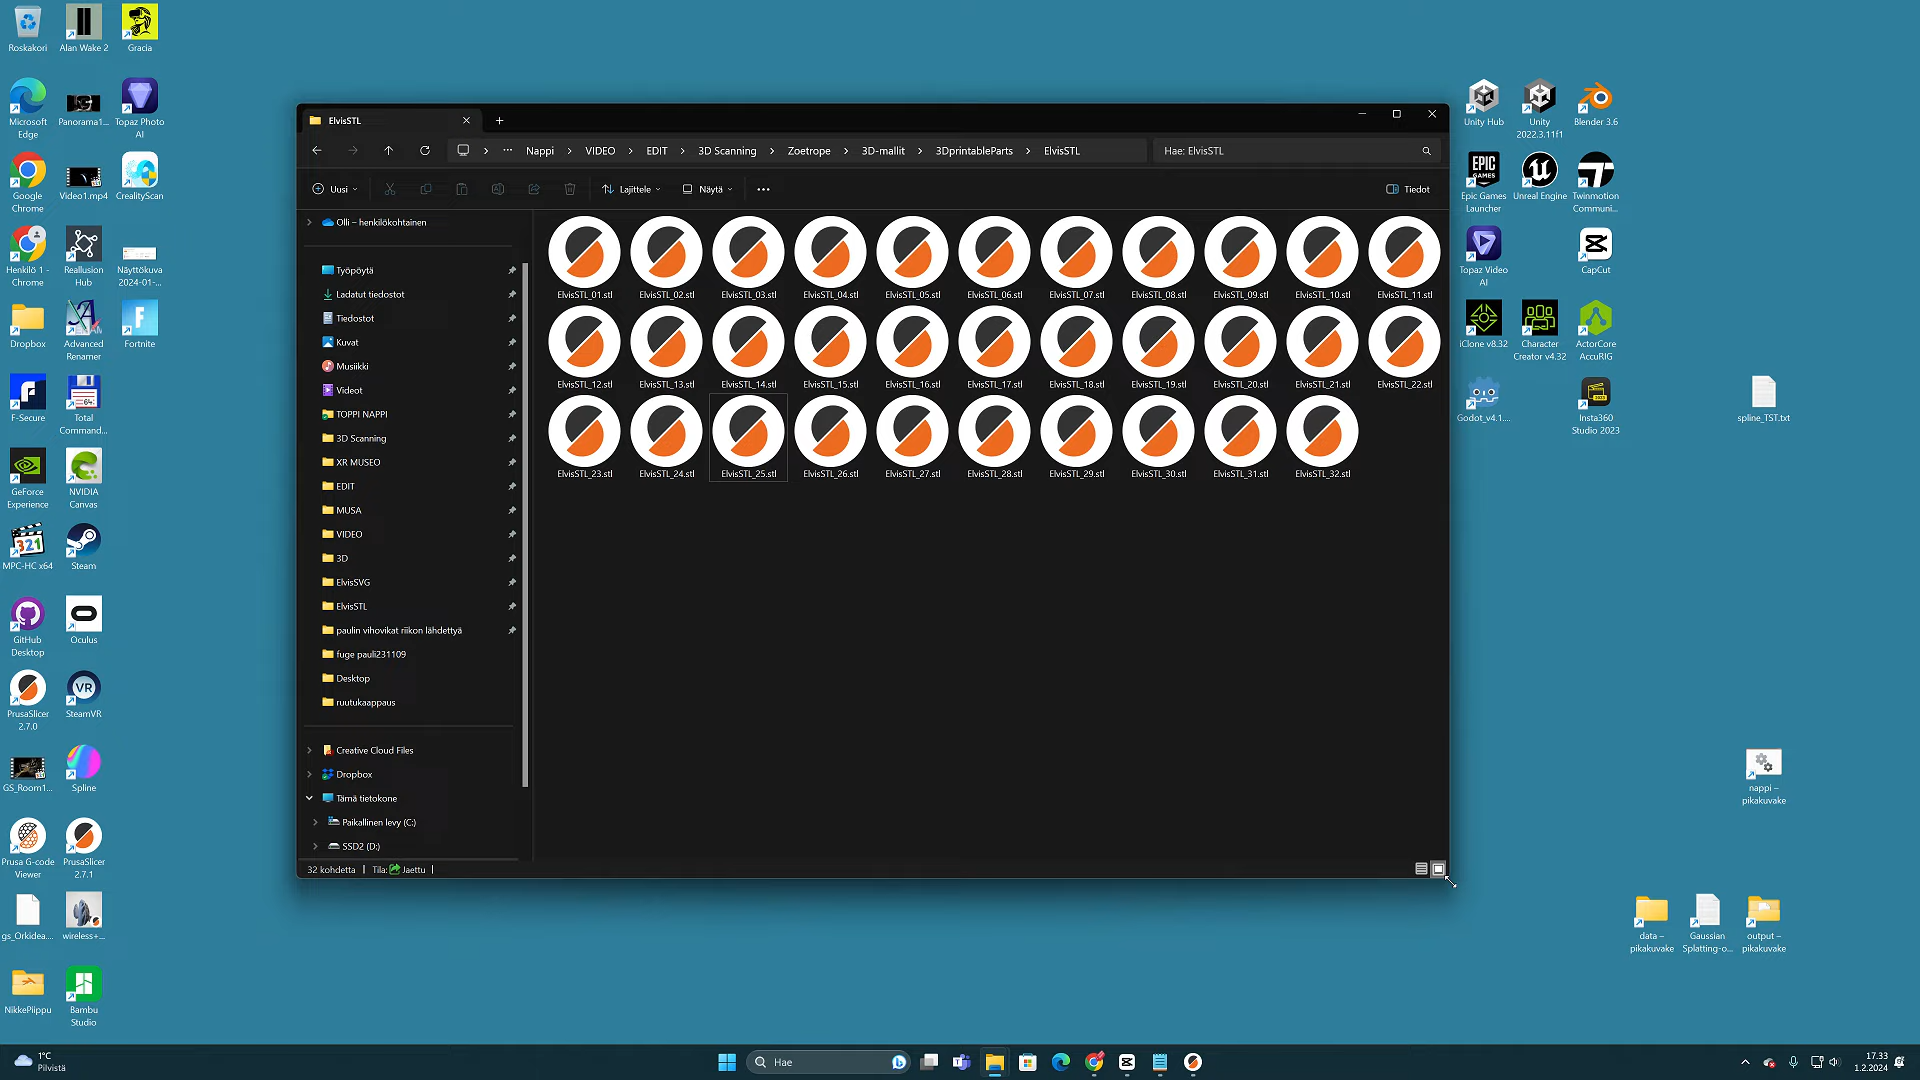 Roskakori
Alan Wake 2
Gracia
Microsoft
Edge
Panorama1...
Topaz Photo
AI
Google
Chrome
Video1.mp4
CrealityScan
Henkilö 1 -
Chrome
Reallusion
Hub
Näyttökuva
2024-01-...
Dropbox
Advanced
Renamer
Fortnite
F-Secure
Total
Command...
GeForce
Experience
NVIDIA
Canvas
MPC-HC x64
Steam
GitHub
Desktop
Oculus
PrusaSlicer
2.7.0
SteamVR
GS_Room1...
Spline
Prusa G-code
Viewer
PrusaSlicer
2.7.1
gs_Orkidea....
wireless+...
NikkePiippu
Bambu
Studio
ElvisSTL
Nappi
VIDEO
EDIT
3D Scanning
Zoetrope
3D-mallit
3DprintableParts
ElvisSTL
Hae: ElvisSTL
Uusi
Lajittele
Näytä
Tiedot
Olli – henkilökohtainen
Työpöytä
Ladatut tiedostot
Tiedostot
Kuvat
Musiikki
Videot
TOPPI NAPPI
3D Scanning
XR MUSEO
EDIT
MUSA
VIDEO
3D
ElvisSVG
ElvisSTL
paulin vihovikat riikon lähdettyä
fuge pauli231109
Desktop
ruutukaappaus
Creative Cloud Files
Dropbox
Tämä tietokone
Paikallinen levy (C:)
SSD2 (D:)
ElvisSTL_01.stl
ElvisSTL_02.stl
ElvisSTL_03.stl
ElvisSTL_04.stl
ElvisSTL_05.stl
ElvisSTL_06.stl
ElvisSTL_07.stl
ElvisSTL_08.stl
ElvisSTL_09.stl
ElvisSTL_10.stl
ElvisSTL_11.stl
ElvisSTL_12.stl
ElvisSTL_13.stl
ElvisSTL_14.stl
ElvisSTL_15.stl
ElvisSTL_16.stl
ElvisSTL_17.stl
ElvisSTL_18.stl
ElvisSTL_19.stl
ElvisSTL_20.stl
ElvisSTL_21.stl
ElvisSTL_22.stl
ElvisSTL_23.stl
ElvisSTL_24.stl
ElvisSTL_25.stl
ElvisSTL_26.stl
ElvisSTL_27.stl
ElvisSTL_28.stl
ElvisSTL_29.stl
ElvisSTL_30.stl
ElvisSTL_31.stl
ElvisSTL_32.stl
32 kohdetta
Tila: Jaettu
Unity Hub
Unity
2022.3.11f1
Blender 3.6
EPIC
GAMES
Epic Games
Launcher
Unreal Engine
Twinmotion
Communi...
Topaz Video
AI
CapCut
iClone v8.32
Character
Creator v4.32
ActorCore
AccuRIG
Godot_v4.1....
Insta360
Studio 2023
spline_TST.txt
nappi –
pikakuvake
data –
pikakuvake
Gaussian
Splatting-o...
output –
pikakuvake
1°C
Pilvistä
Hae
17.33
1.2.2024